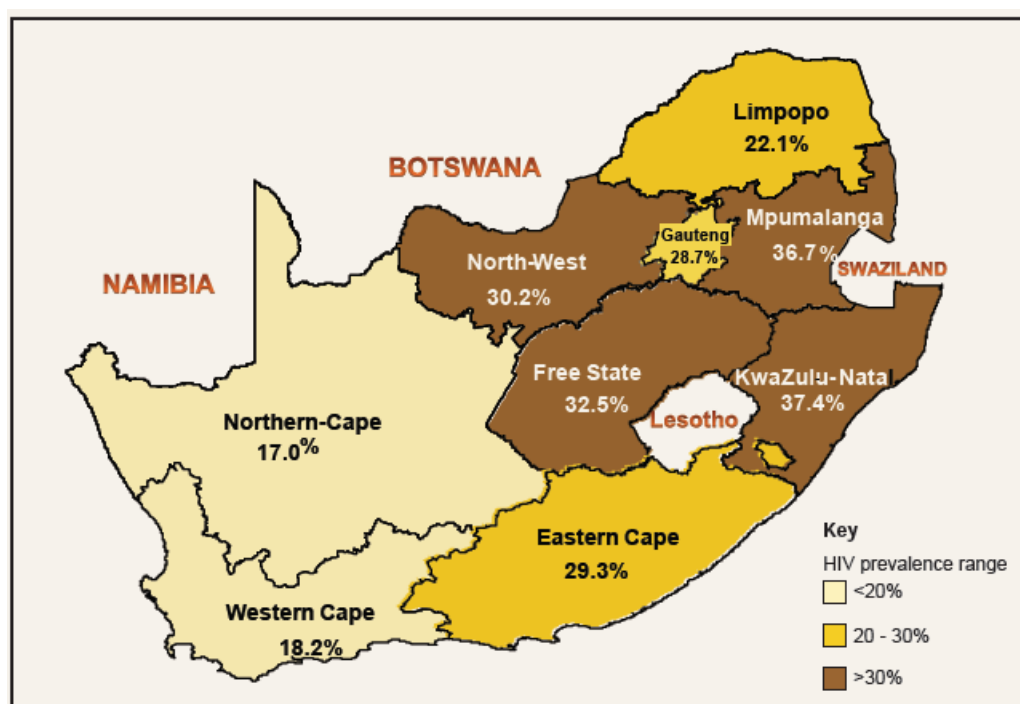 Limpopo
22.1%
BOTSWANA
Mpumalanga
36.7%
Gauteng
28.7%
North-West
30.2%
SWAZILAND
NAMIBIA
Free State
32.5%
KwaZulu-Natal
37.4%
Lesotho
Northern-Cape
17.0%
Eastern Cape
29.3%
Western Cape
18.2%
Key
HIV prevalence range
<20%
20 - 30%
>30%